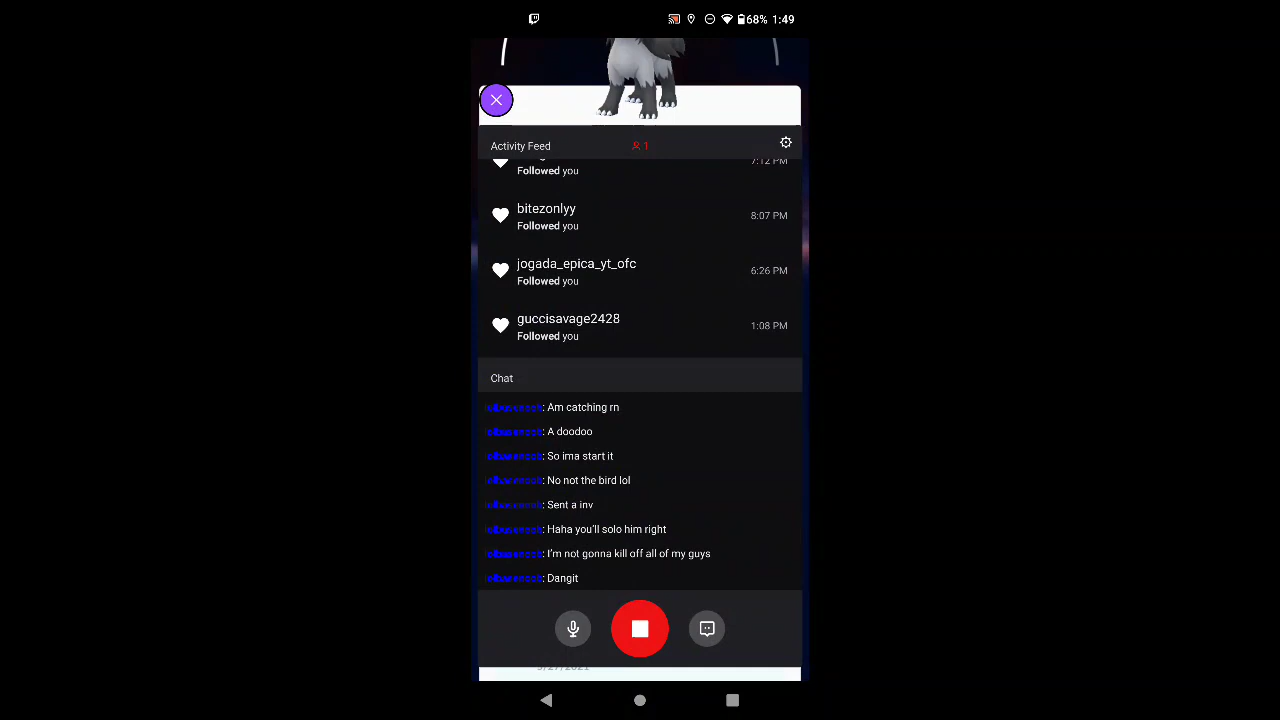 68% 1:49
Activity Feed 1
7:12 PM
Followed you
bitezonlyy
8:07 PM
Followed you
jogada_epica_yt_ofc
6:26 PM
Followed you
guccisavage2428
1:08 PM
Followed you
Chat
: Am catching rn
: A doodoo
: So ima start it
: No not the bird lol
: Sent a inv
: Haha you'll solo him right
: I'm not gonna kill off all of my guys
: Dangit